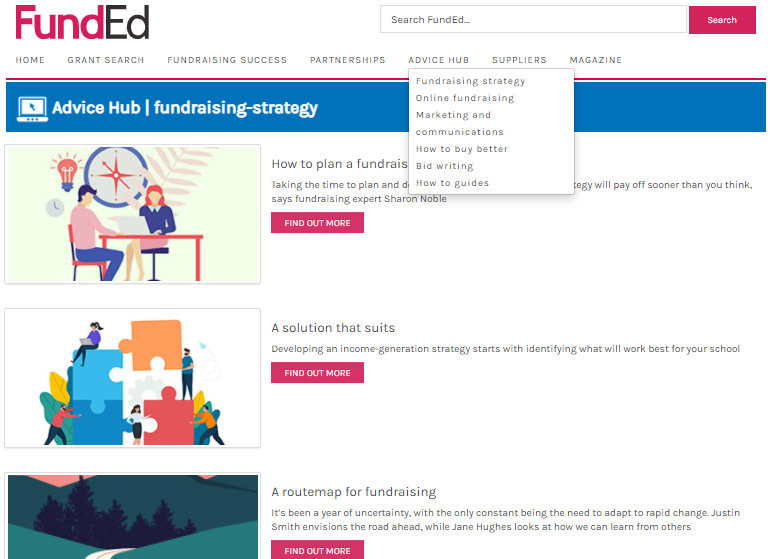 FundEd
Search FundEd...
Search
HOME GRANT SEARCH FUNDRAISING SUCCESS PARTNERSHIPS ADVICE HUB SUPPLIERS MAGAZINE
Fundraising strategy
Online fundraising
Marketing and
communications
How to buy better
Bid writing
How to guides
Advice Hub | fundraising-strategy
How to plan a fundrais
Taking the time to plan and d tegy will pay off sooner than you think,
says fundraising expert Sharon Noble
FIND OUT MORE
A solution that suits
Developing an income-generation strategy starts with identifying what will work best for your school
FIND OUT MORE
A routemap for fundraising
It's been a year of uncertainty, with the only constant being the need to adapt to rapid change. Justin
Smith envisions the road ahead, while Jane Hughes looks at how we can learn from others
FIND OUT MORE